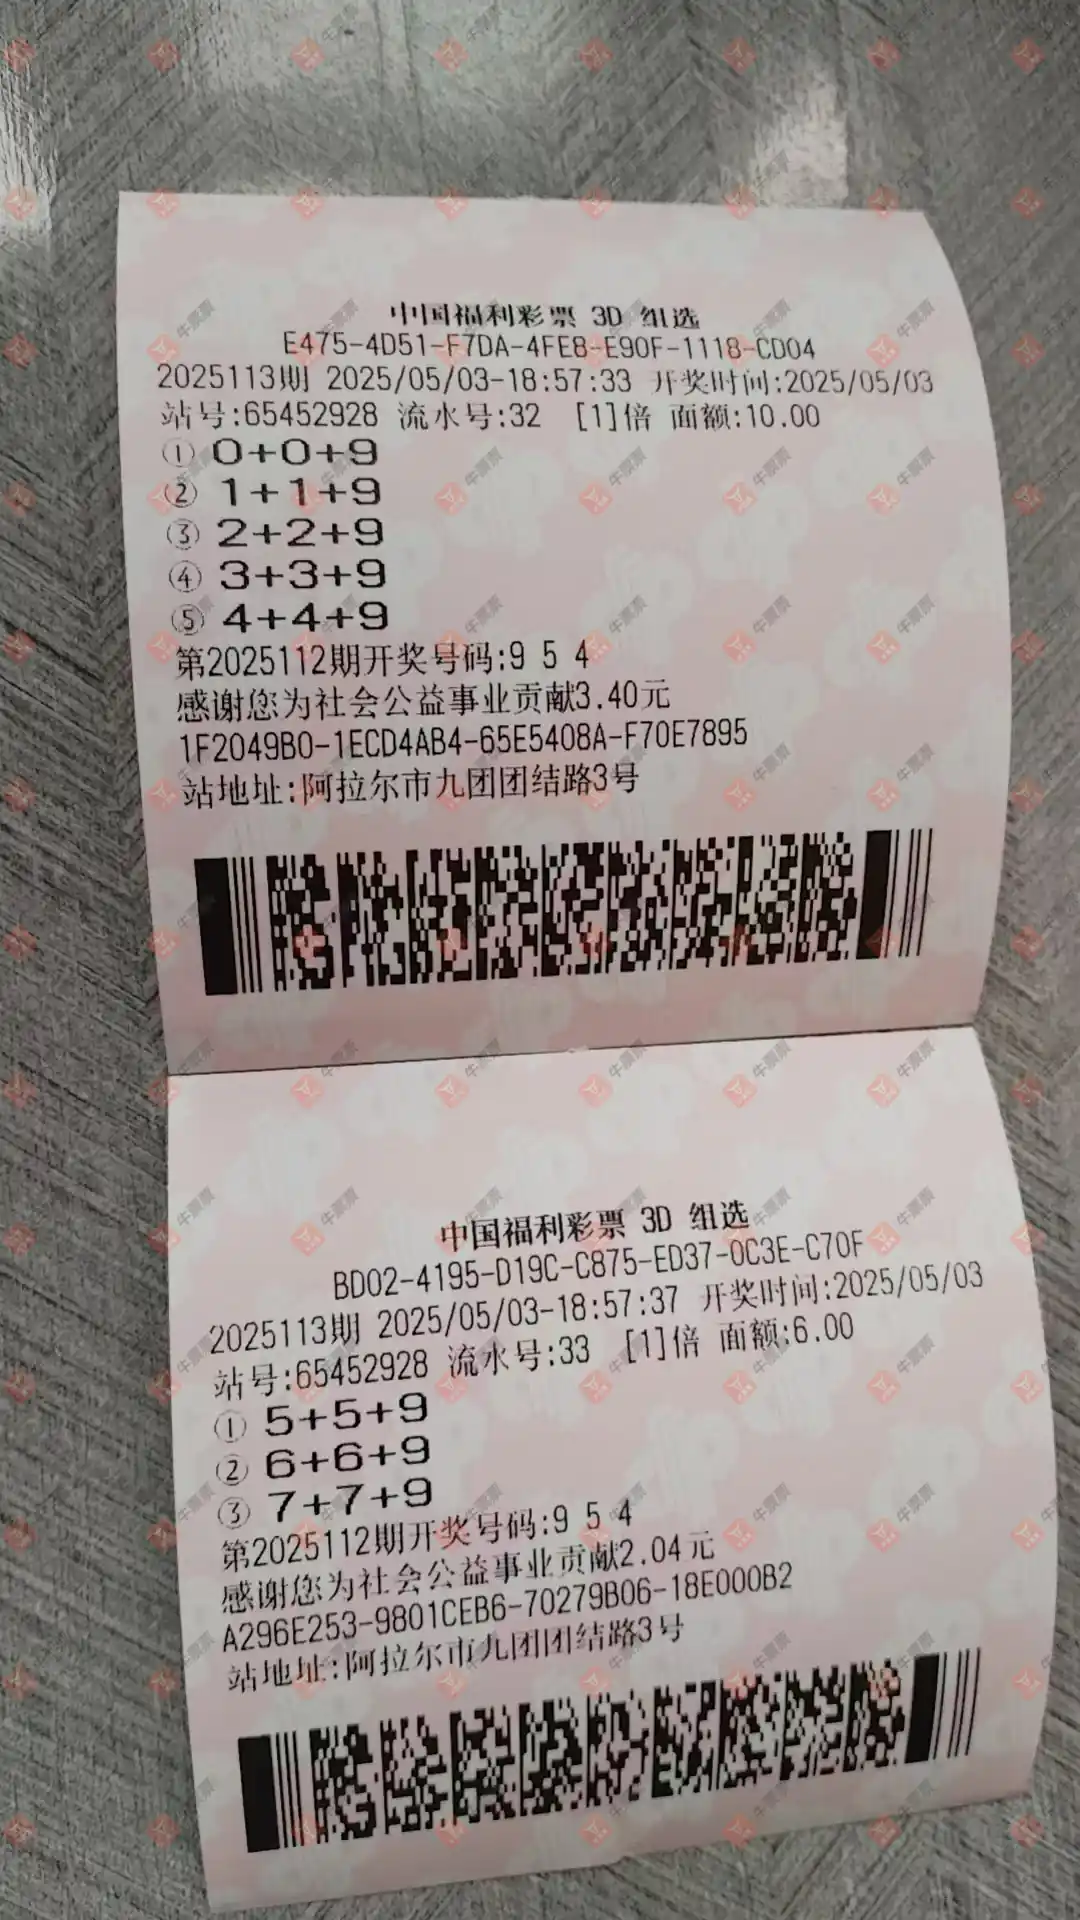 中国福利彩票 3D 组选
E475-4D51-F7DA-4FE8-E90F-1118-CD04
2025113期 2025/05/03-18:57:33 开奖时间:2025/05/03
站号:65452928 流水号:32 [1]倍 面额:10.00
① 0+0+9
② 1+1+9
③ 2+2+9
④ 3+3+9
⑤ 4+4+9
第2025112期开奖号码:9 5 4
感谢您为社会公益事业贡献3.40元
1F2049B0-1ECD4AB4-65E5408A-F70E7895
站地址:阿拉尔市九团团结路3号
中国福利彩票 3D 组选
BD02-4195-D19C-C875-ED37-0C3E-C70F
2025113期 2025/05/03-18:57:37 开奖时间:2025/05/03
站号:65452928 流水号:33 [1]倍 面额:6.00
① 5+5+9
② 6+6+9
③ 7+7+9
第2025112期开奖号码:9 5 4
感谢您为社会公益事业贡献2.04元
A296E253-9801CEB6-70279B06-18E000B2
站地址:阿拉尔市九团团结路3号
牛票票